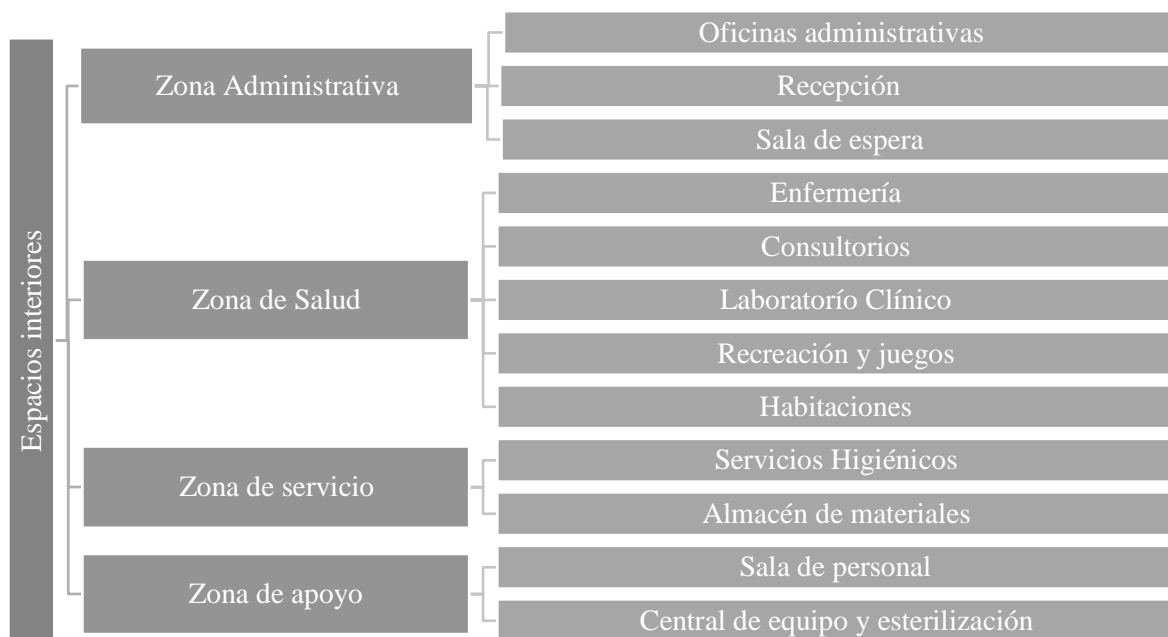 Espacios interiores
Zona Administrativa
Oficinas administrativas
Recepción
Sala de espera
Zona de Salud
Enfermería
Consultorios
Laboratorío Clínico
Recreación y juegos
Habitaciones
Zona de servicio
Servicios Higiénicos
Almacén de materiales
Zona de apoyo
Sala de personal
Central de equipo y esterilización